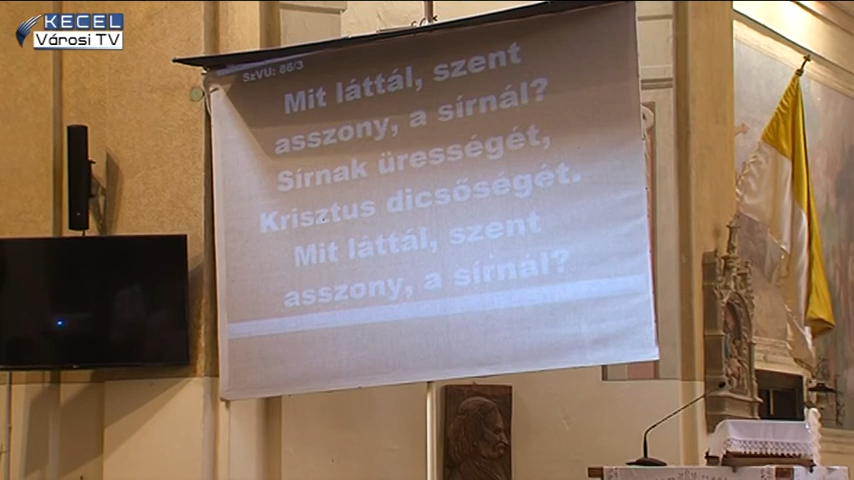 KECEL
Városi TV
SzVU: 86/3
Mit láttál, szent
asszony, a sírnál?
Sírnak ürességét,
Krisztus dicsőségét.
Mit láttál, szent
asszony, a sírnál?